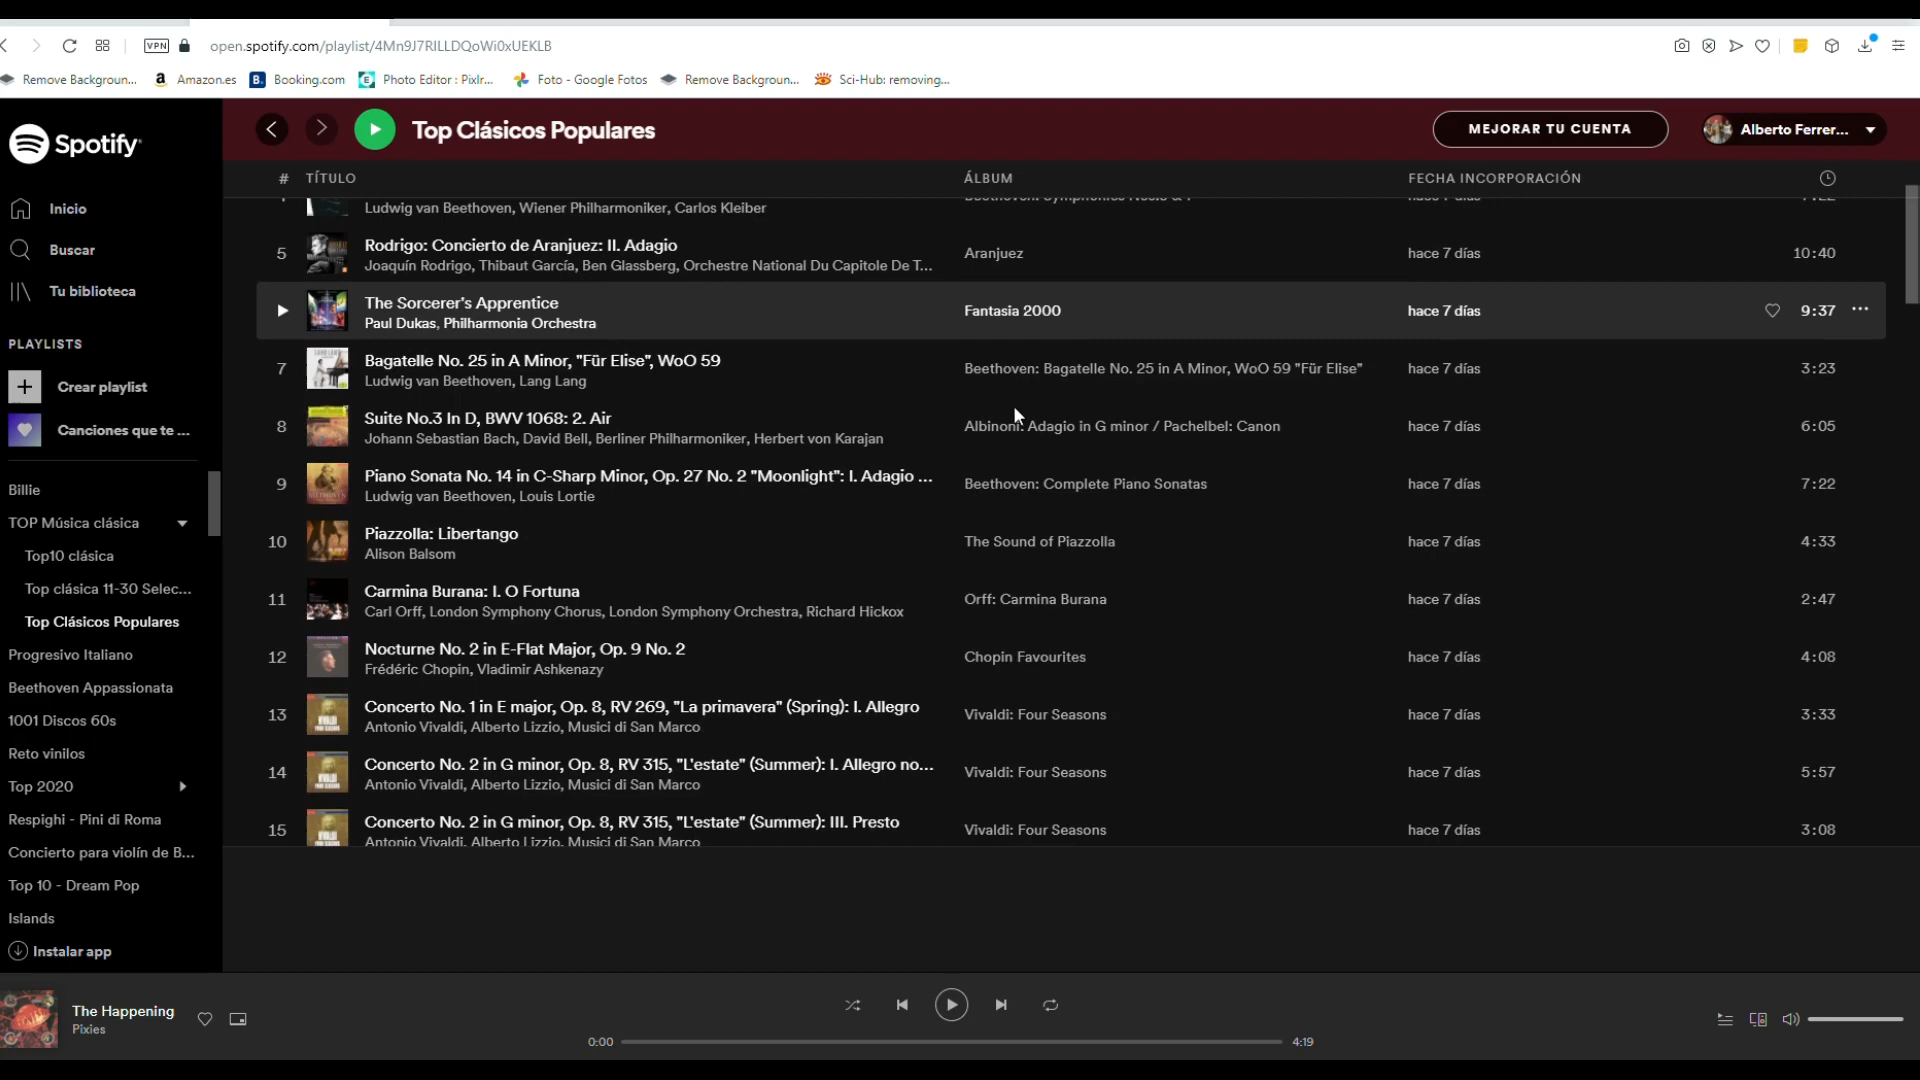 VPN open.spotify.com/playlist/4Mn9J7RILLDQoWi0xUEKLB
Remove Backgroun... Amazon.es B. Booking.com Photo Editor : Pixlr... Foto - Google Fotos Remove Backgroun... Sci-Hub: removing...
Spotify
Inicio
Buscar
Tu biblioteca
PLAYLISTS
Crear playlist
Canciones que te ...
Billie
TOP Música clásica
Top10 clásica
Top clásica 11-30 Selec...
Top Clásicos Populares
Progresivo Italiano
Beethoven Appassionata
1001 Discos 60s
Reto vinilos
Top 2020
Respighi - Pini di Roma
Concierto para violín de B...
Top 10 - Dream Pop
Islands
Instalar app
Top Clásicos Populares
MEJORAR TU CUENTA
Alberto Ferrer...
# TÍTULO ÁLBUM FECHA INCORPORACIÓN
Ludwig van Beethoven, Wiener Philharmoniker, Carlos Kleiber
5 Rodrigo: Concierto de Aranjuez: II. Adagio Aranjuez hace 7 días 10:40
Joaquín Rodrigo, Thibaut García, Ben Glassberg, Orchestre National Du Capitole De T...
The Sorcerer's Apprentice Fantasia 2000 hace 7 días 9:37
Paul Dukas, Philharmonia Orchestra
7 Bagatelle No. 25 in A Minor, "Für Elise", WoO 59 Beethoven: Bagatelle No. 25 in A Minor, WoO 59 "Für Elise" hace 7 días 3:23
Ludwig van Beethoven, Lang Lang
8 Suite No.3 In D, BWV 1068: 2. Air Albinoni: Adagio in G minor / Pachelbel: Canon hace 7 días 6:05
Johann Sebastian Bach, David Bell, Berliner Philharmoniker, Herbert von Karajan
9 Piano Sonata No. 14 in C-Sharp Minor, Op. 27 No. 2 "Moonlight": I. Adagio ... Beethoven: Complete Piano Sonatas hace 7 días 7:22
Ludwig van Beethoven, Louis Lortie
10 Piazzolla: Libertango The Sound of Piazzolla hace 7 días 4:33
Alison Balsom
11 Carmina Burana: I. O Fortuna Orff: Carmina Burana hace 7 días 2:47
Carl Orff, London Symphony Chorus, London Symphony Orchestra, Richard Hickox
12 Nocturne No. 2 in E-Flat Major, Op. 9 No. 2 Chopin Favourites hace 7 días 4:08
Frédéric Chopin, Vladimir Ashkenazy
13 Concerto No. 1 in E major, Op. 8, RV 269, "La primavera" (Spring): I. Allegro Vivaldi: Four Seasons hace 7 días 3:33
Antonio Vivaldi, Alberto Lizzio, Musici di San Marco
14 Concerto No. 2 in G minor, Op. 8, RV 315, "L'estate" (Summer): I. Allegro no... Vivaldi: Four Seasons hace 7 días 5:57
Antonio Vivaldi, Alberto Lizzio, Musici di San Marco
15 Concerto No. 2 in G minor, Op. 8, RV 315, "L'estate" (Summer): III. Presto Vivaldi: Four Seasons hace 7 días 3:08
Antonio Vivaldi, Alberto Lizzio, Musici di San Marco
The Happening
Pixies
0:00 4:19